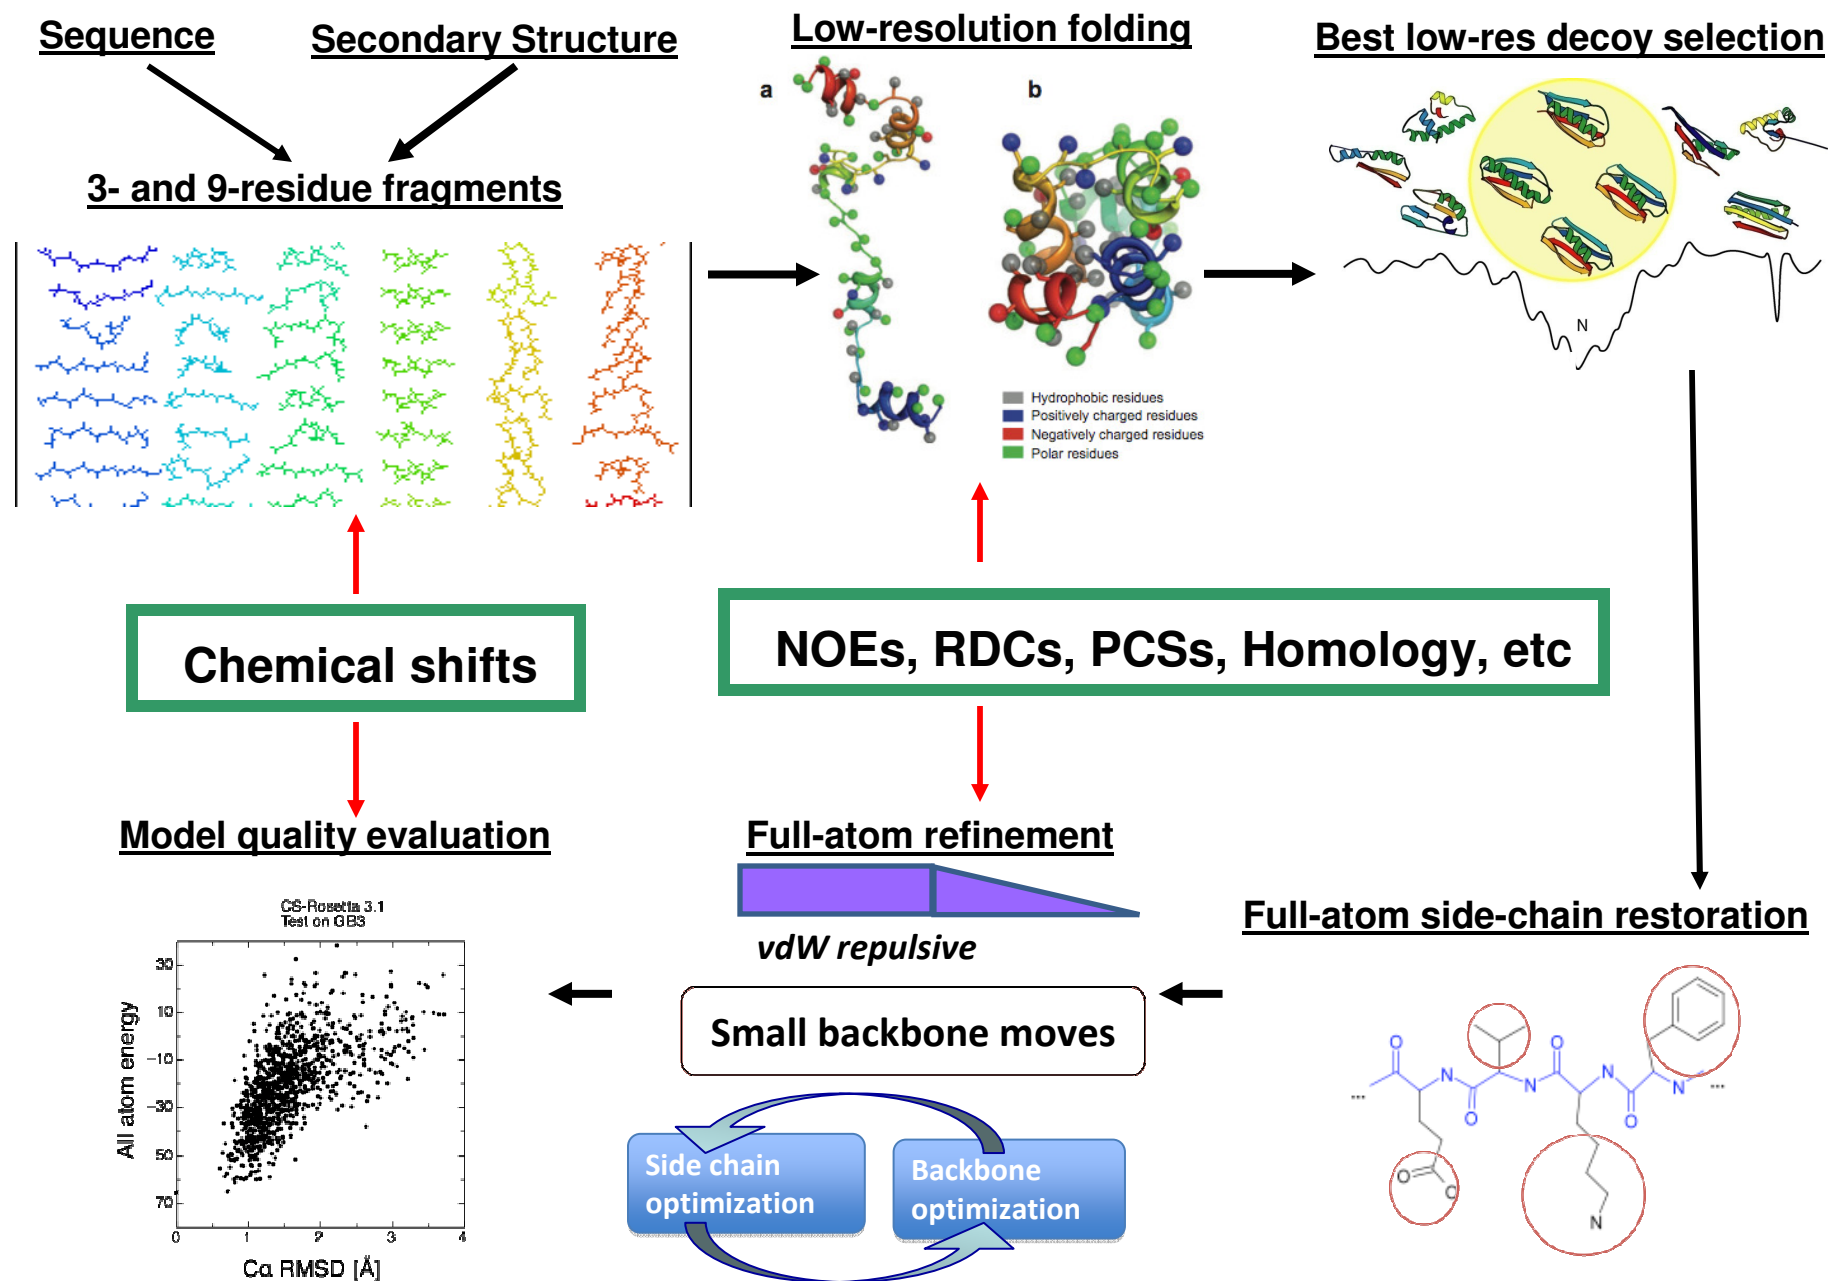 Sequence
Secondary Structure
Low-resolution folding
Best low-res decoy selection
3- and 9-residue fragments
a
b
Hydrophobic residues
Positively charged residues
Negatively charged residues
Polar residues
N
Chemical shifts
NOEs, RDCs, PCSs, Homology, etc
Model quality evaluation
Full-atom refinement
Full-atom side-chain restoration
vdW repulsive
Small backbone moves
Side chain
optimization
Backbone
optimization
CS-Rosetta 3.1
Test on GB3
All atom energy
30
10
-10
-30
50
70
0 1 2 3 4
Cα RMSD [Å]
O
N
O
N
O
N
O
N
...
...
O
O
N